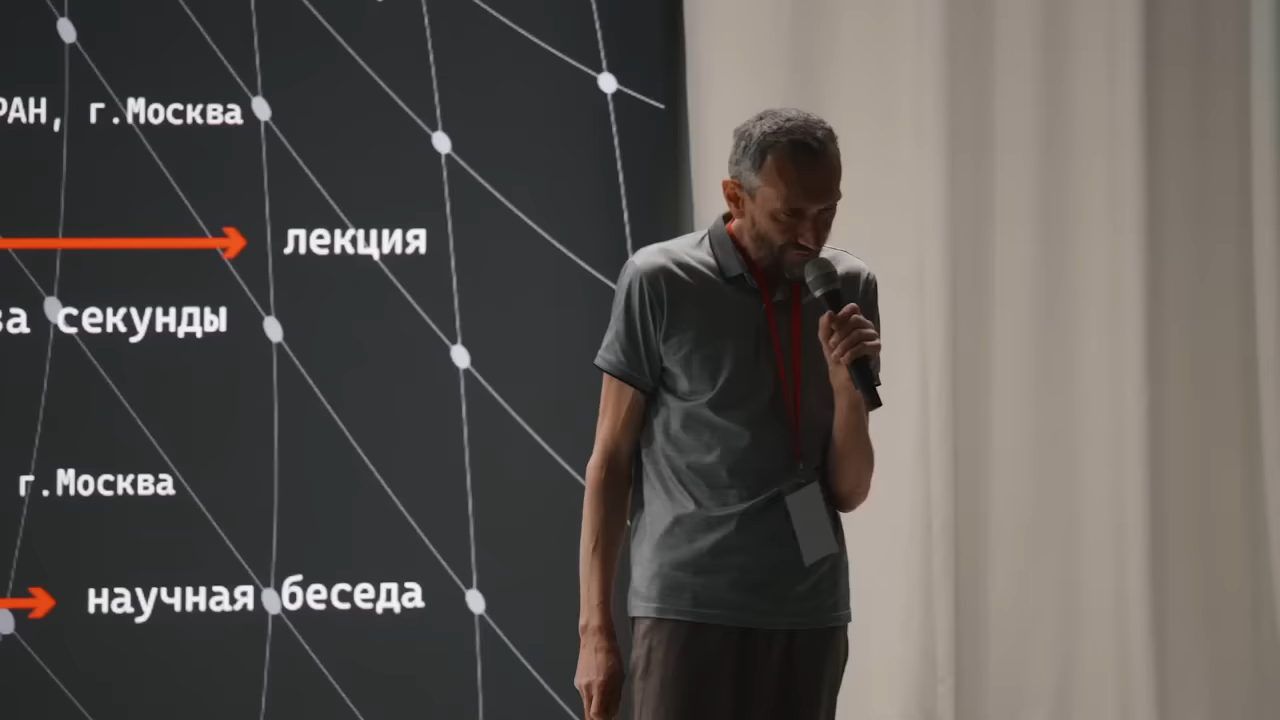 РАН, г.Москва
лекция
секунды
г.Москва
научная беседа